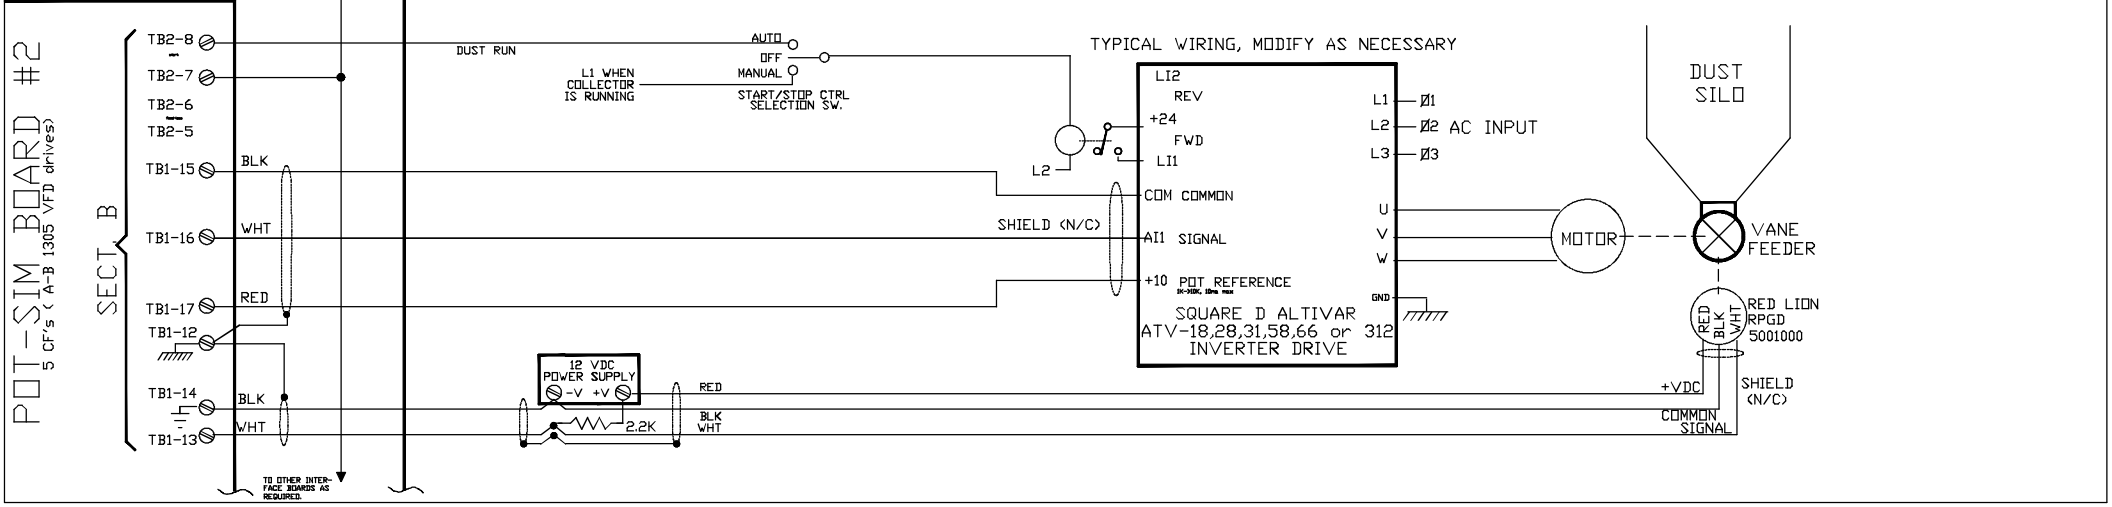 POT-SIM BOARD #2
5 CF's ( A-B 1305 VFD drives)
SECT B
TB2-8
TB2-7
TB2-6
TB2-5
TB1-15
TB1-16
TB1-17
TB1-12
TB1-14
TB1-13
BLK
WHT
RED
BLK
WHT
TO OTHER INTER-
FACE BOARDS AS
REQUIRED.
DUST RUN
AUTO
OFF
MANUAL
L1 WHEN
COLLECTOR
IS RUNNING
START/STOP CTRL
SELECTION SW.
L2
SHIELD (N/C)
12 VDC
POWER SUPPLY
-V +V
2.2K
RED
BLK
WHT
TYPICAL WIRING, MODIFY AS NECESSARY
LI2
REV
+24
FWD
LI1
COM COMMON
AI1 SIGNAL
+10 POT REFERENCE
1K->10K, 10ma max
SQUARE D ALTIVAR
ATV-18,28,31,58,66 or 312
INVERTER DRIVE
L1 Ø1
L2 Ø2 AC INPUT
L3 Ø3
U
V
W
GND
MOTOR
DUST
SILO
VANE
FEEDER
RED
BLK
WHT
RED LION
RPGD
5001000
+VDC
SHIELD
(N/C)
COMMON
SIGNAL